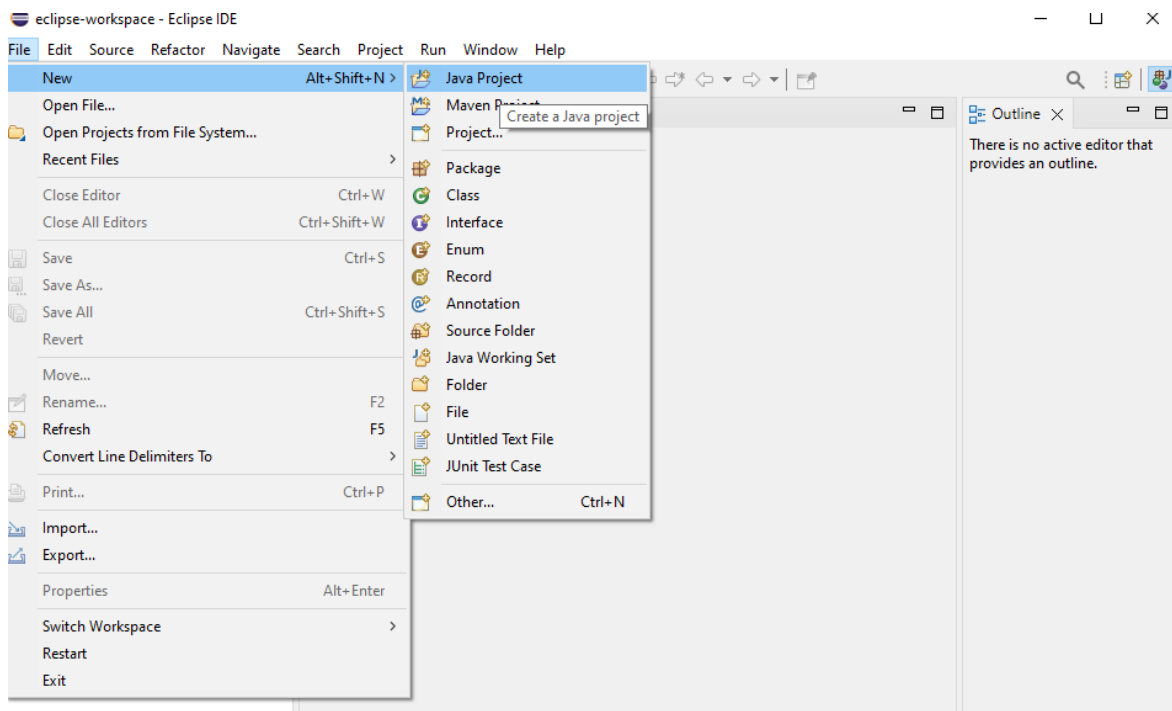 eclipse-workspace - Eclipse IDE
File Edit Source Refactor Navigate Search Project Run Window Help
New Alt+Shift+N >
Open File...
Open Projects from File System...
Recent Files >
Close Editor Ctrl+W
Close All Editors Ctrl+Shift+W
Save Ctrl+S
Save As...
Save All Ctrl+Shift+S
Revert
Move...
Rename... F2
Refresh F5
Convert Line Delimiters To >
Print... Ctrl+P
Import...
Export...
Properties Alt+Enter
Switch Workspace >
Restart
Exit
Java Project
Maven Project
Create a Java project
Project...
Package
Class
Interface
Enum
Record
Annotation
Source Folder
Java Working Set
Folder
File
Untitled Text File
JUnit Test Case
Other... Ctrl+N
Outline
There is no active editor that
provides an outline.